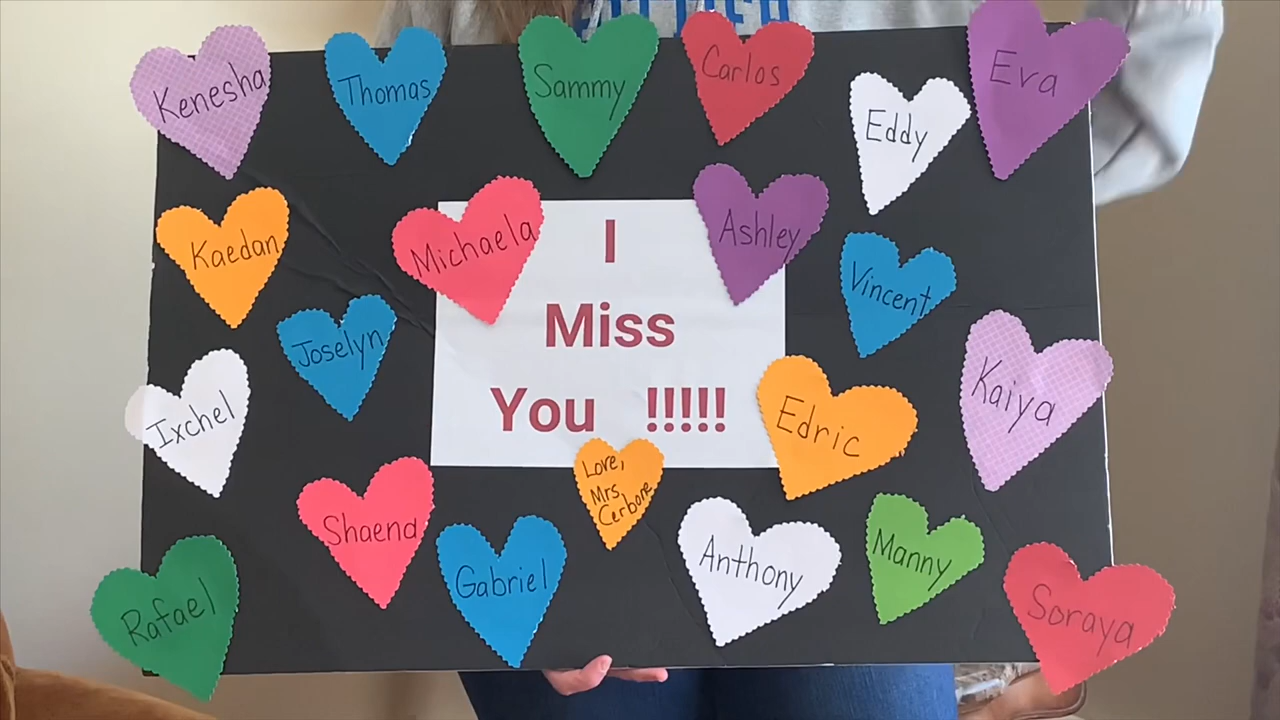 Kenesha
Thomas
Sammy
Carlos
Eddy
Eva
Kaedan
Michaela
Ashley
Vincent
I
Miss
You !!!!!
Joselyn
Ixchel
Edric
Kaiya
Love,
Mrs.
Cerbone
Shaena
Gabriel
Anthony
Manny
Rafael
Soraya